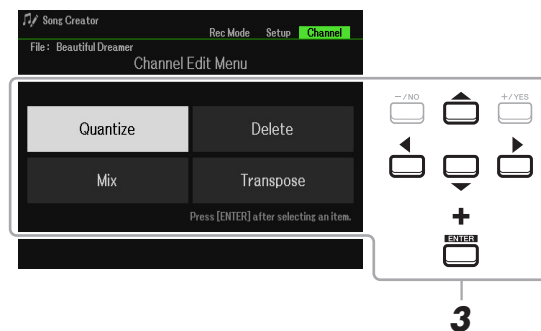 Song Creator
Rec Mode Setup Channel
File: Beautiful Dreamer
Channel Edit Menu
Quantize Delete
Mix Transpose
Press [ENTER] after selecting an item.
−/NO +/YES
+
ENTER
3